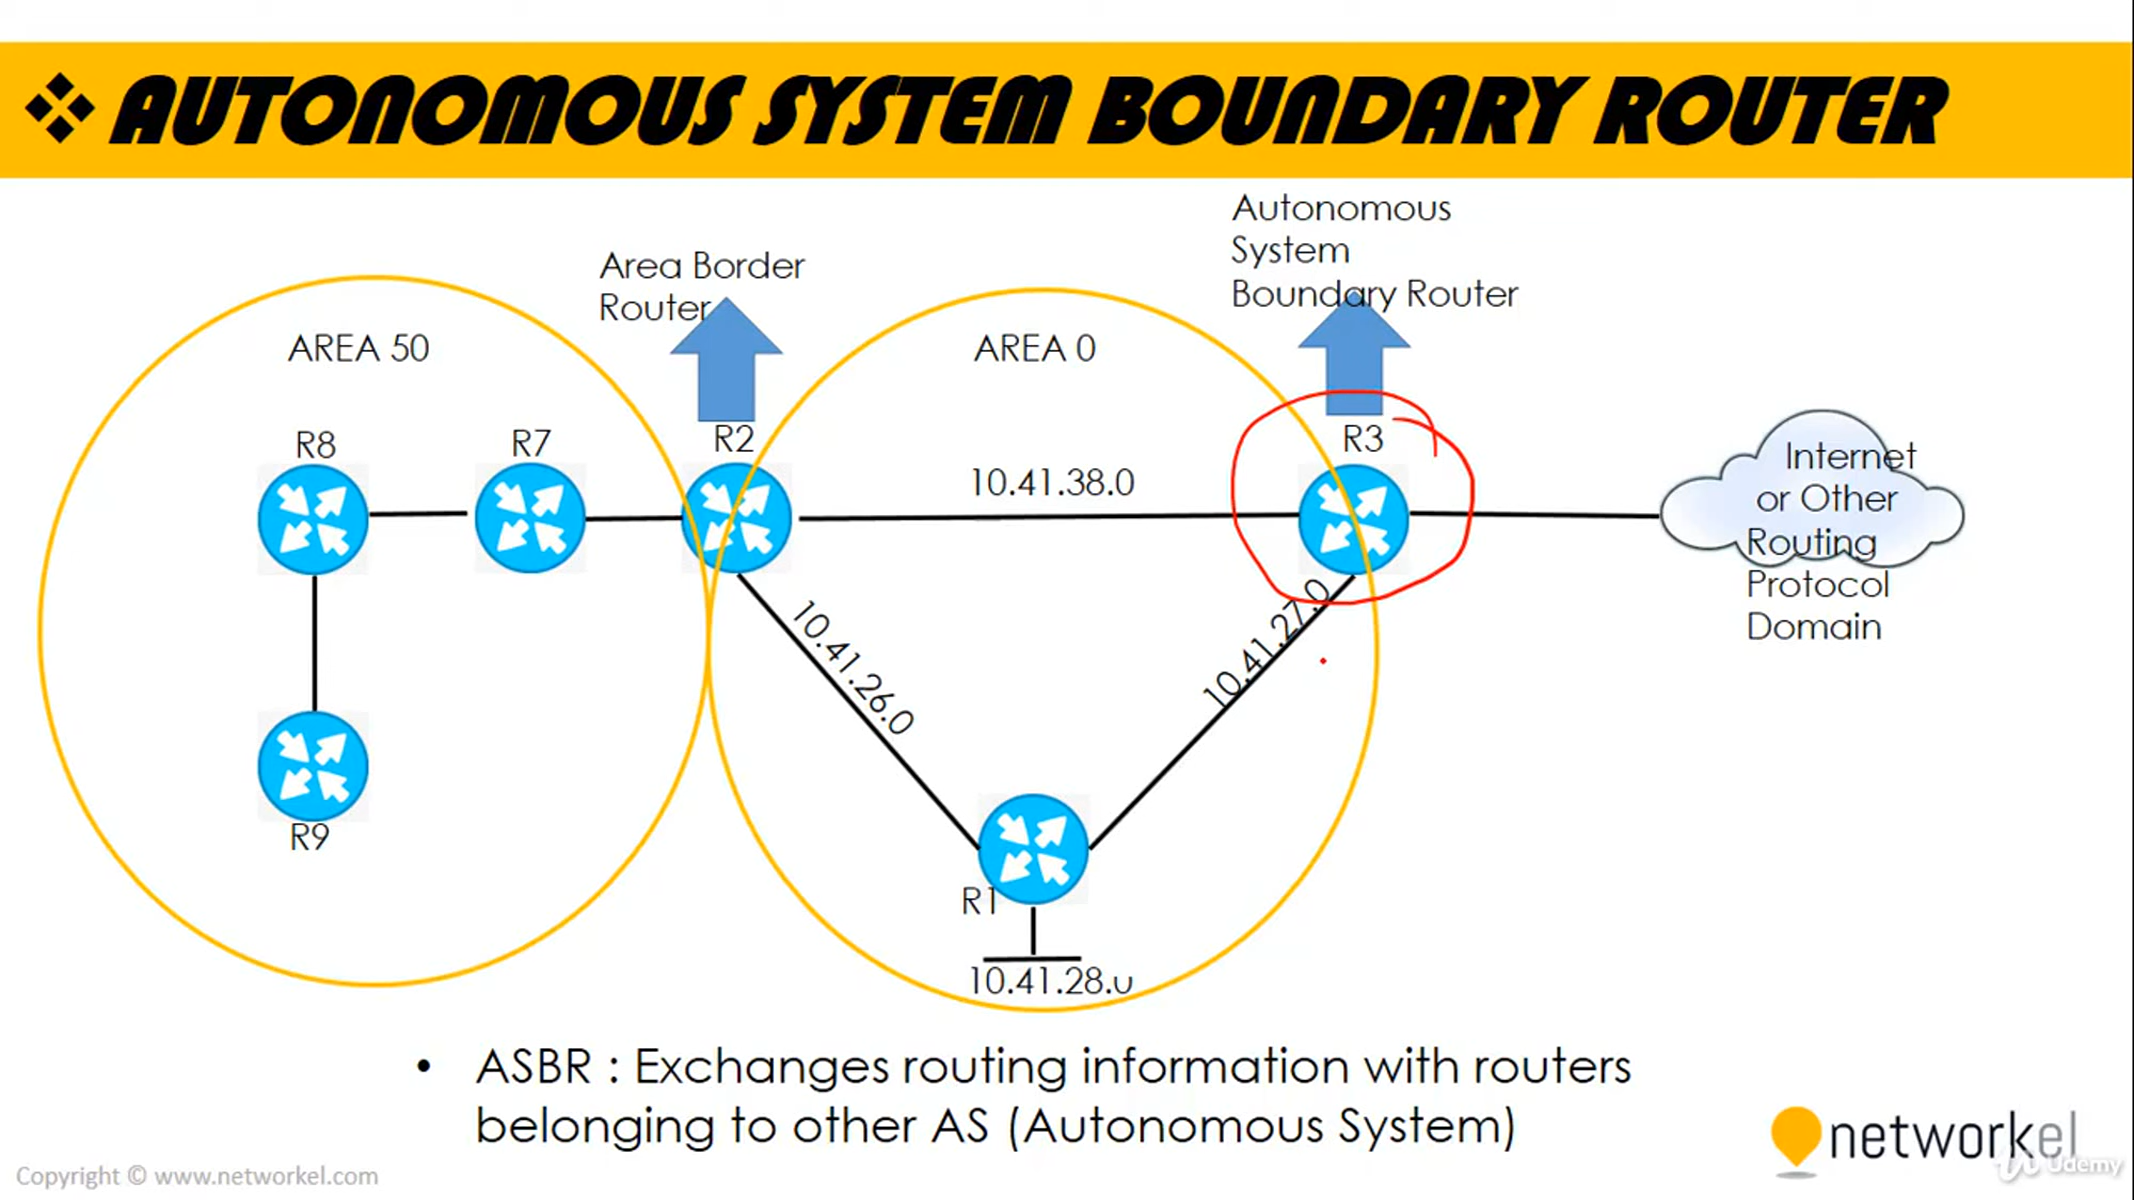 ❖ AUTONOMOUS SYSTEM BOUNDARY ROUTER
Autonomous
System
Boundary Router
Area Border
Router
AREA 50
AREA 0
R8
R7
R2
R3
10.41.38.0
Internet
or Other
Routing
Protocol
Domain
10.41.26.0
10.41.27.0
R9
R1
10.41.28.u
• ASBR : Exchanges routing information with routers
belonging to other AS (Autonomous System)
networkel
Udemy
Copyright © www.networkel.com